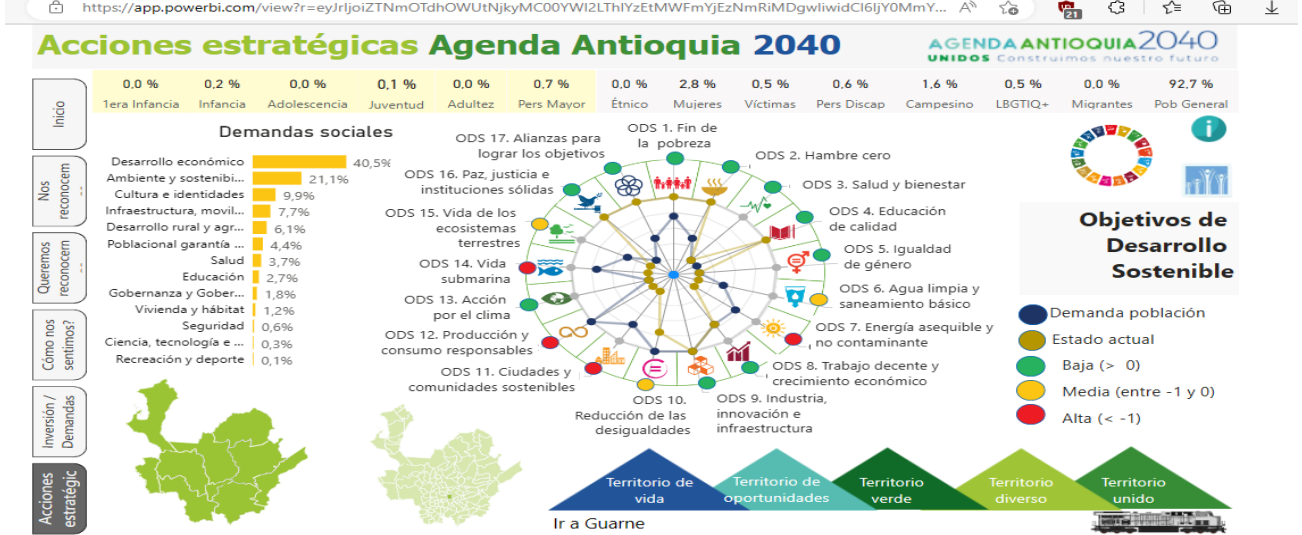 https://app.powerbi.com/view?r=eyJrIjoiZTNmOTdhOWUtNjkyMC00YWI2LThlYzEtMWFmYjEzNmRiMDgwIiwidCI6IjY0MmY...
21
Acciones estratégicas Agenda Antioquia 2040
AGENDA ANTIOQUIA 2040
UNIDOS Construimos nuestro futuro
0,0 % 0,2 % 0,0 % 0,1 % 0,0 % 0,7 % 0,0 % 2,8 % 0,5 % 0,6 % 1,6 % 0,5 % 0,0 % 92,7 %
1era Infancia Infancia Adolescencia Juventud Adultez Pers Mayor Étnico Mujeres Víctimas Pers Discap Campesino LBGTIQ+ Migrantes Pob General
Inicio
Nos
reconocem
Queremos
reconocem
Cómo nos
sentimos?
Inversión /
Demandas
Acciones
estratégic
Demandas sociales
Desarrollo económico 40,5%
Ambiente y sostenibi... 21,1%
Cultura e identidades 9,9%
Infraestructura, movil... 7,7%
Desarrollo rural y agr... 6,1%
Poblacional garantía ... 4,4%
Salud 3,7%
Educación 2,7%
Gobernanza y Gober... 1,8%
Vivienda y hábitat 1,2%
Seguridad 0,6%
Ciencia, tecnología e ... 0,3%
Recreación y deporte 0,1%
ODS 1. Fin de
la pobreza
ODS 2. Hambre cero
ODS 3. Salud y bienestar
ODS 4. Educación
de calidad
ODS 5. Igualdad
de género
ODS 6. Agua limpia y
saneamiento básico
ODS 7. Energía asequible y
no contaminante
ODS 8. Trabajo decente y
crecimiento económico
ODS 9. Industria,
innovación e
infraestructura
ODS 10.
Reducción de las
desigualdades
ODS 11. Ciudades y
comunidades sostenibles
ODS 12. Producción y
consumo responsables
ODS 13. Acción
por el clima
ODS 14. Vida
submarina
ODS 15. Vida de los
ecosistemas
terrestres
ODS 16. Paz, justicia e
instituciones sólidas
ODS 17. Alianzas para
lograr los objetivos
Objetivos de
Desarrollo
Sostenible
Demanda población
Estado actual
Baja (> 0)
Media (entre -1 y 0)
Alta (< -1)
Territorio de
vida
Territorio de
oportunidades
Territorio
verde
Territorio
diverso
Territorio
unido
Ir a Guarne